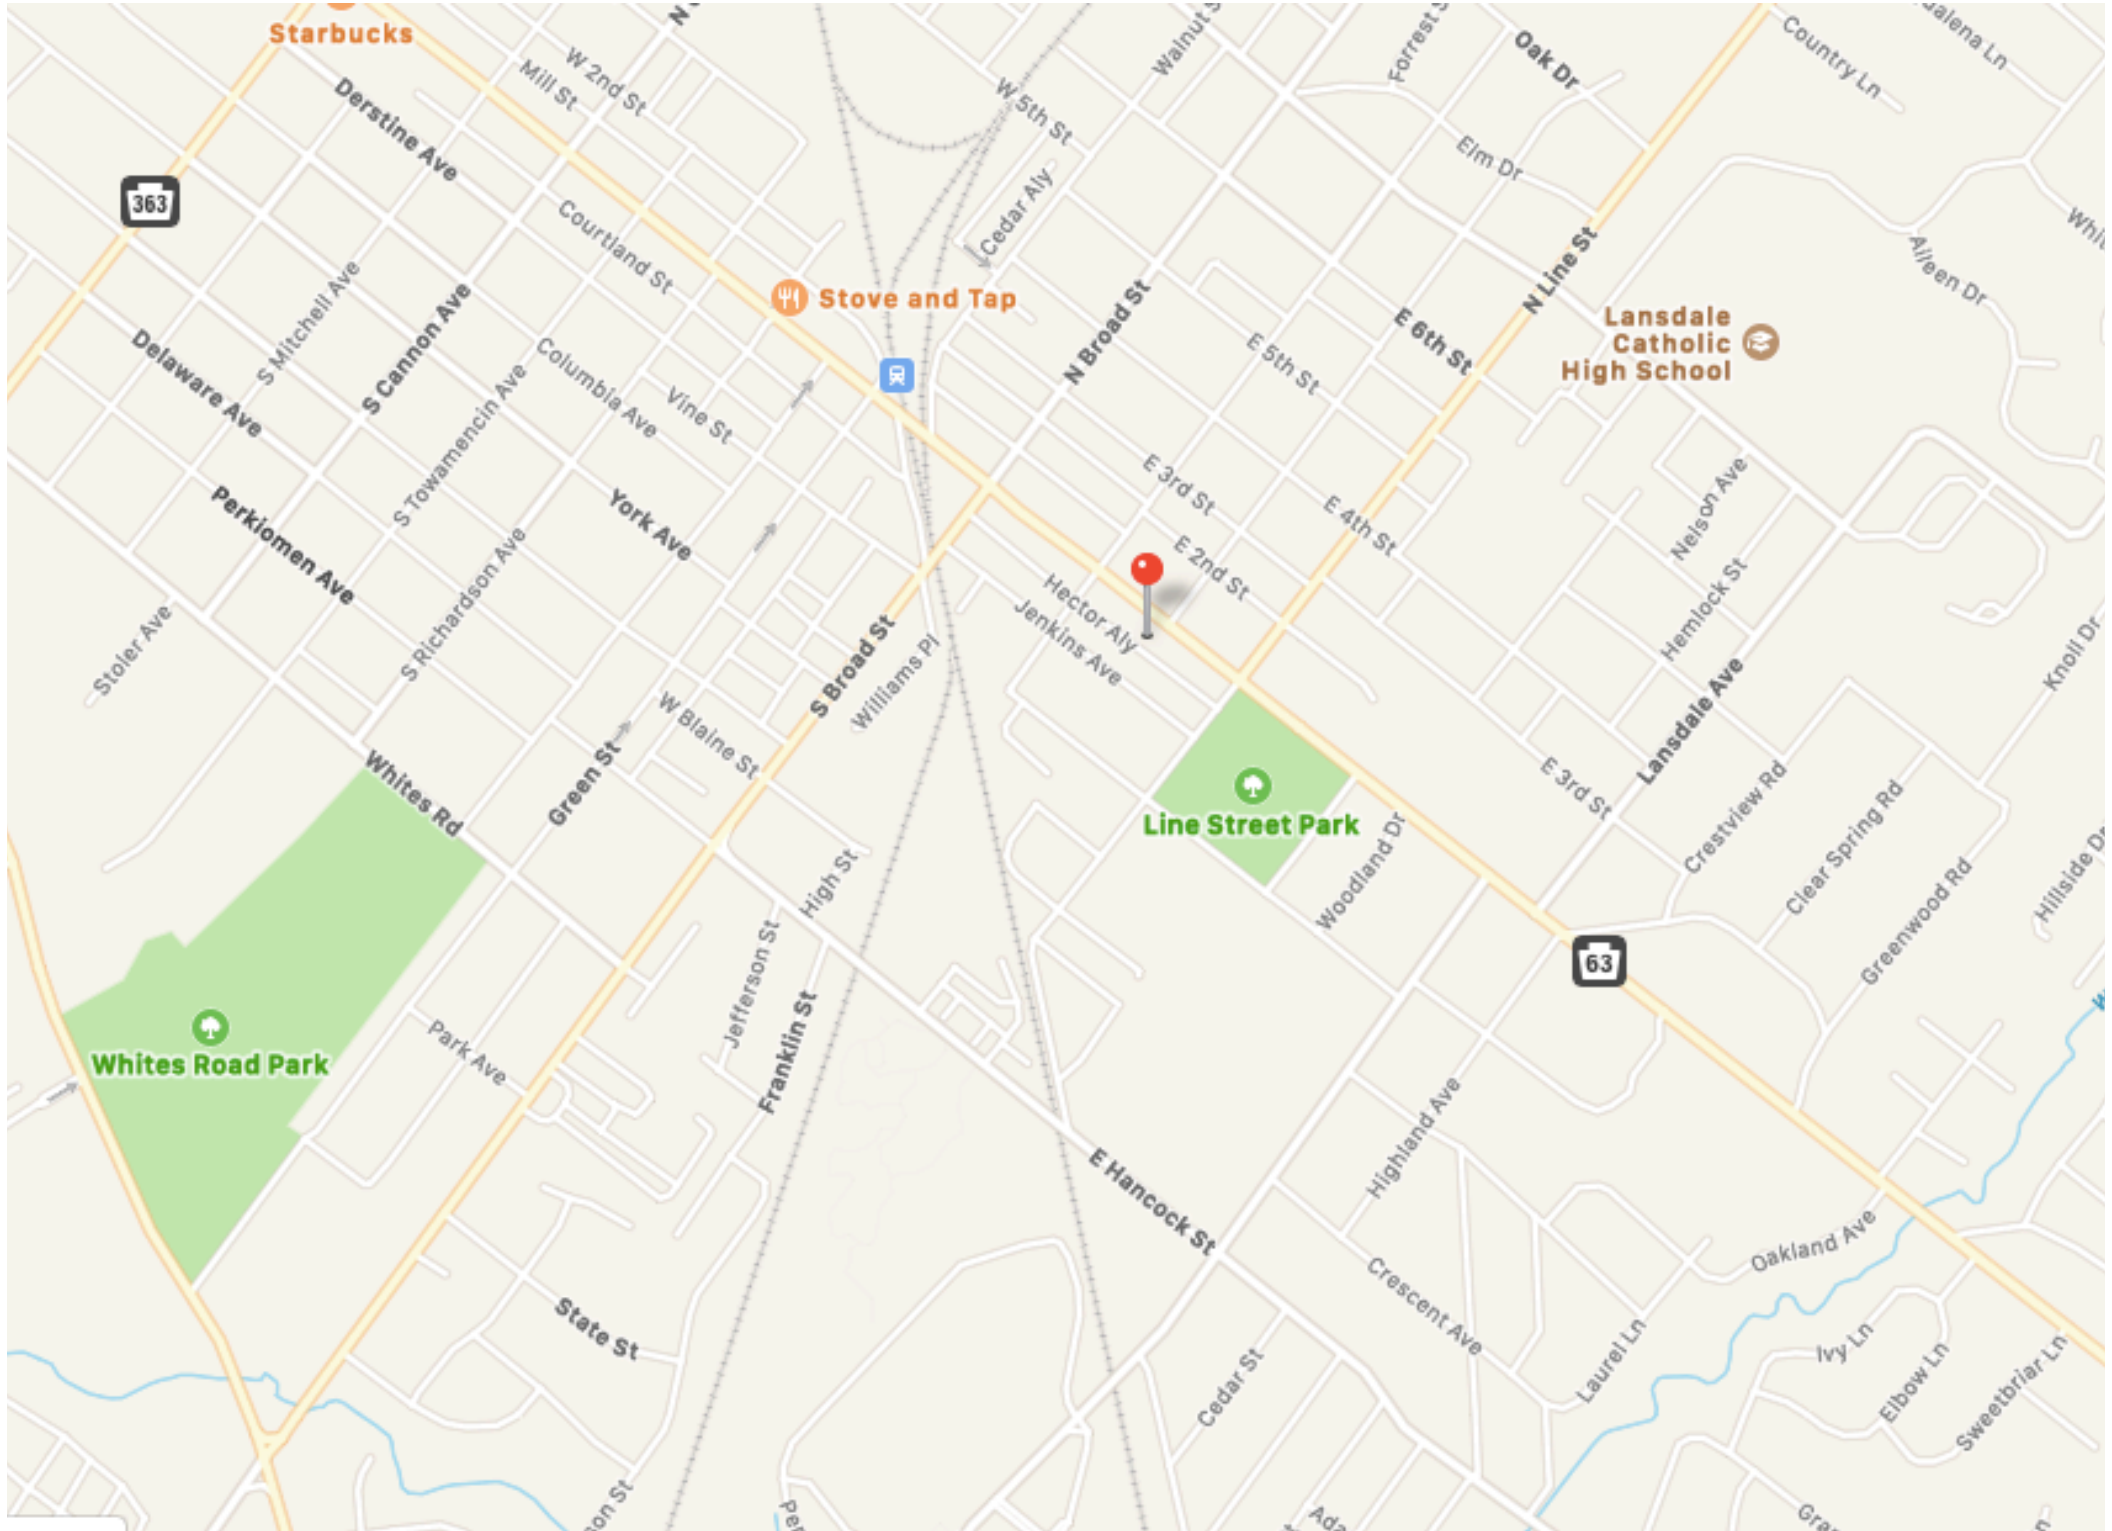 Starbucks
W 2nd St
Mill St
Derstine Ave
363
Courtland St
W 5th St
Walnut S
Forrest S
Oak Dr
Country Ln
Elm Dr
Cedar Aly
Aileen Dr
Stove and Tap
N Broad St
N Line St
E 6th St
E 5th St
Lansdale
Catholic
High School
S Mitchell Ave
S Cannon Ave
Delaware Ave
S Towamencin Ave
Columbia Ave
Vine St
York Ave
Perkiomen Ave
S Richardson Ave
Stoler Ave
E 3rd St
E 4th St
E 2nd St
Nelson Ave
Hemlock St
Hector Aly
Jenkins Ave
S Broad St
Williams Pl
W Blaine St
Green St
Whites Rd
Lansdale Ave
Knoll Dr
Line Street Park
E 3rd St
Crestview Rd
Clear Spring Rd
Greenwood Rd
Hillside Dr
Woodland Dr
63
High St
Jefferson St
Franklin St
Whites Road Park
Park Ave
E Hancock St
Highland Ave
Crescent Ave
Oakland Ave
State St
Cedar St
Laurel Ln
Ivy Ln
Elbow Ln
Sweetbriar Ln